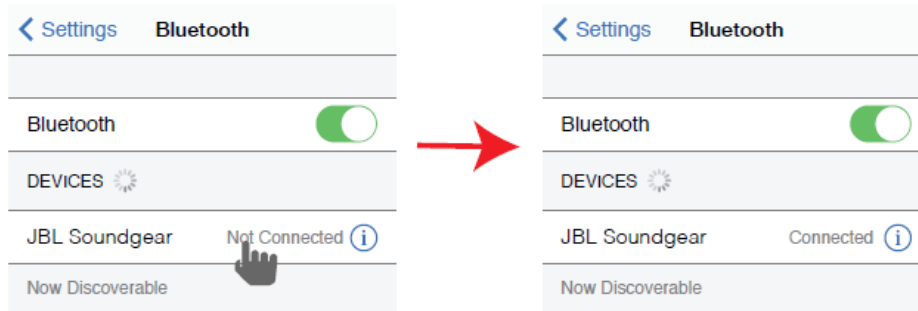 Settings Bluetooth
Bluetooth
DEVICES
JBL Soundgear Not Connected i
Now Discoverable
Settings Bluetooth
Bluetooth
DEVICES
JBL Soundgear Connected i
Now Discoverable